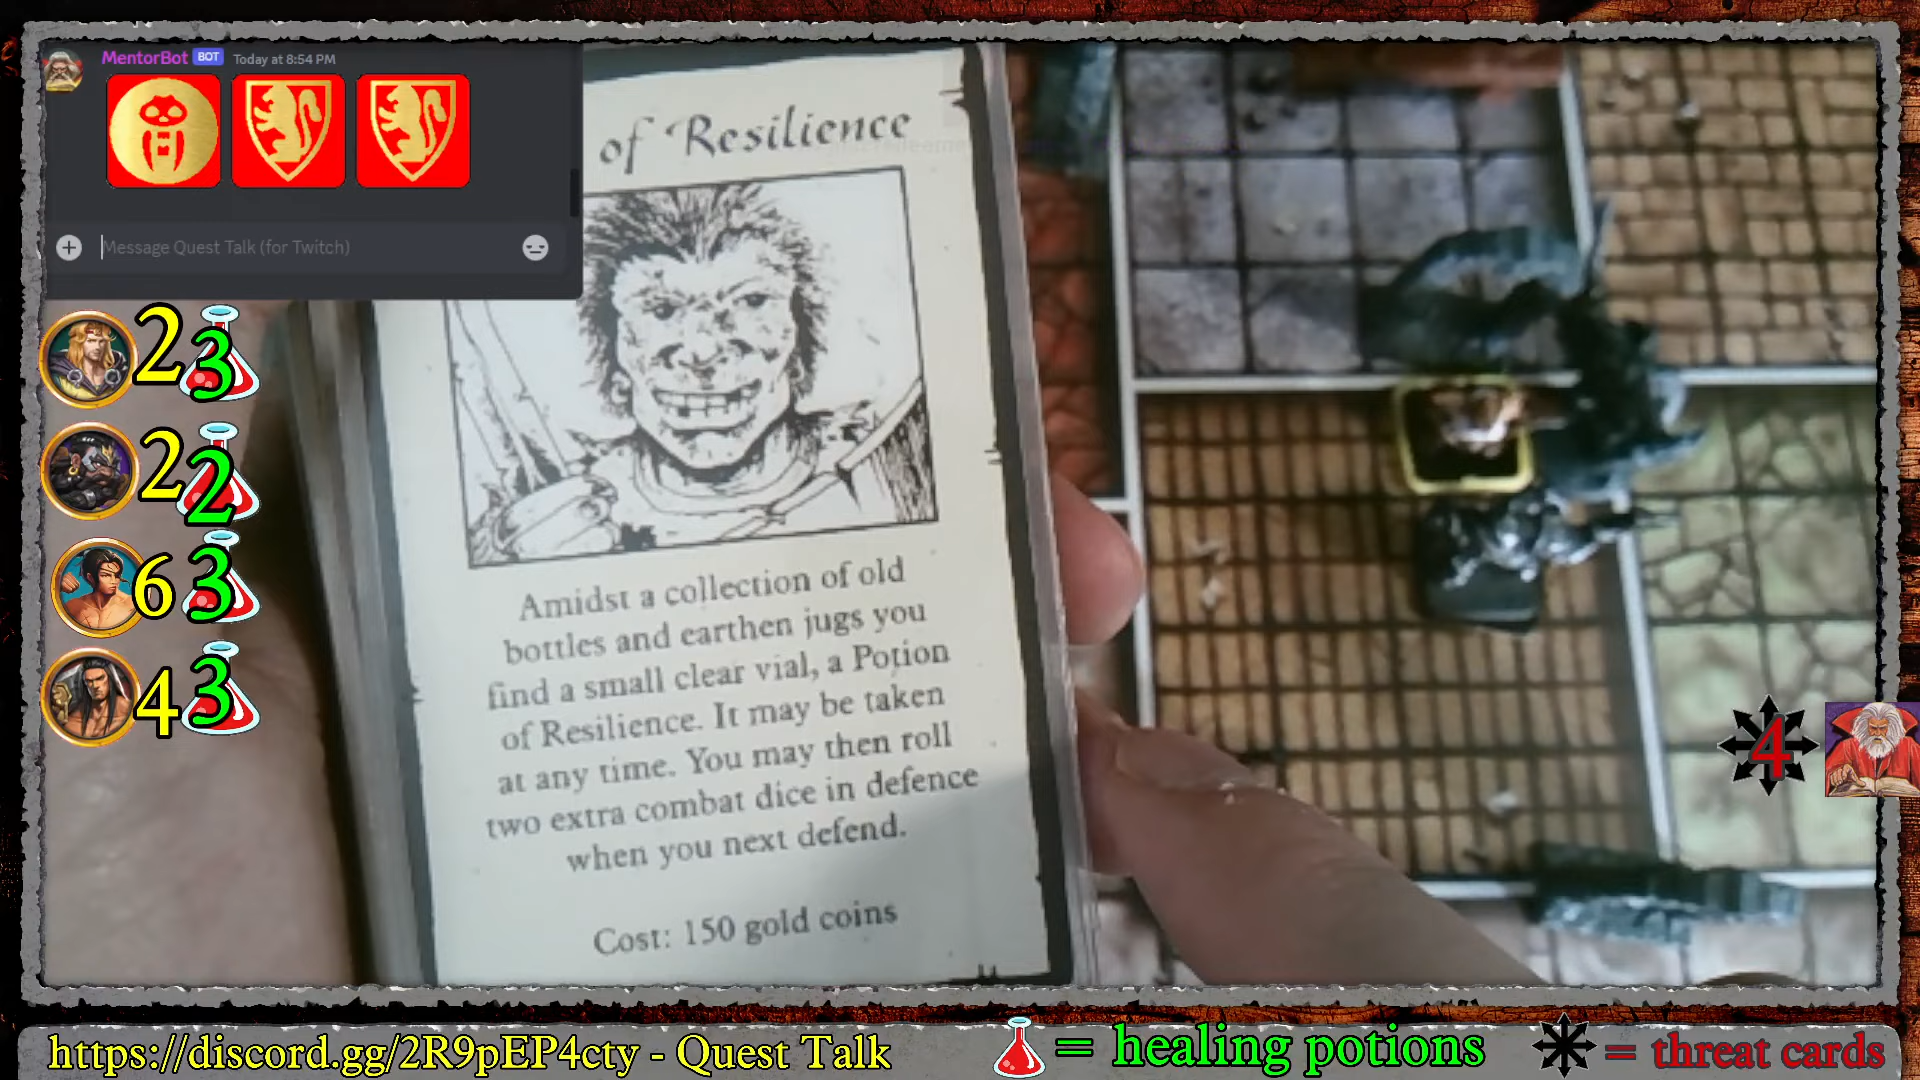 MentorBot BOT Today at 8:54 PM
Message Quest Talk (for Twitch)
of Resilience
Amidst a collection of old
bottles and earthen jugs you
find a small clear vial, a Potion
of Resilience. It may be taken
at any time. You may then roll
two extra combat dice in defence
when you next defend.
Cost: 150 gold coins
2 3
2 2
6 3
4 3
4
https://discord.gg/2R9pEP4cty - Quest Talk
= healing potions
= threat cards